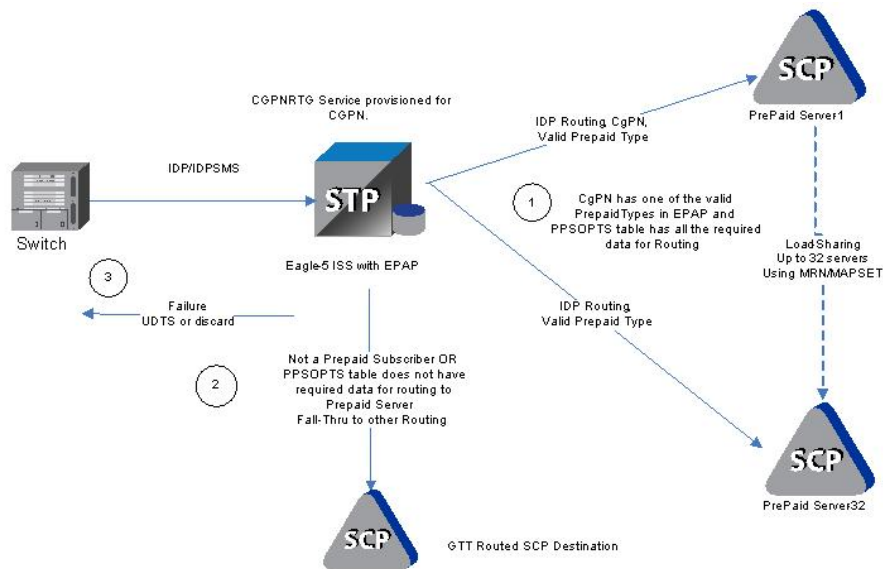 SCP
PrePaid Server1
CGPNRTG Service provisioned for
CGPN.
IDP Routing, CgPN,
Valid Prepaid Type
IDP/IDPSMS
STP
Switch
1
CgPN has one of the valid
PrepaidTypes in EPAP and
PPSOPTS table has all the required
data for Routing
Load Sharing
Up to 32 servers
Using MRN/MAPSET
Eagle-5 ISS with EPAP
3
Failure
UDTS or discard
IDP Routing,
Valid Prepaid Type
2
Not a Prepaid Subscriber OR
PPSOPTS table does not have
required data for routing to
Prepaid Server
Fall-Thru to other Routing
SCP
PrePaid Server32
SCP
GTT Routed SCP Destination